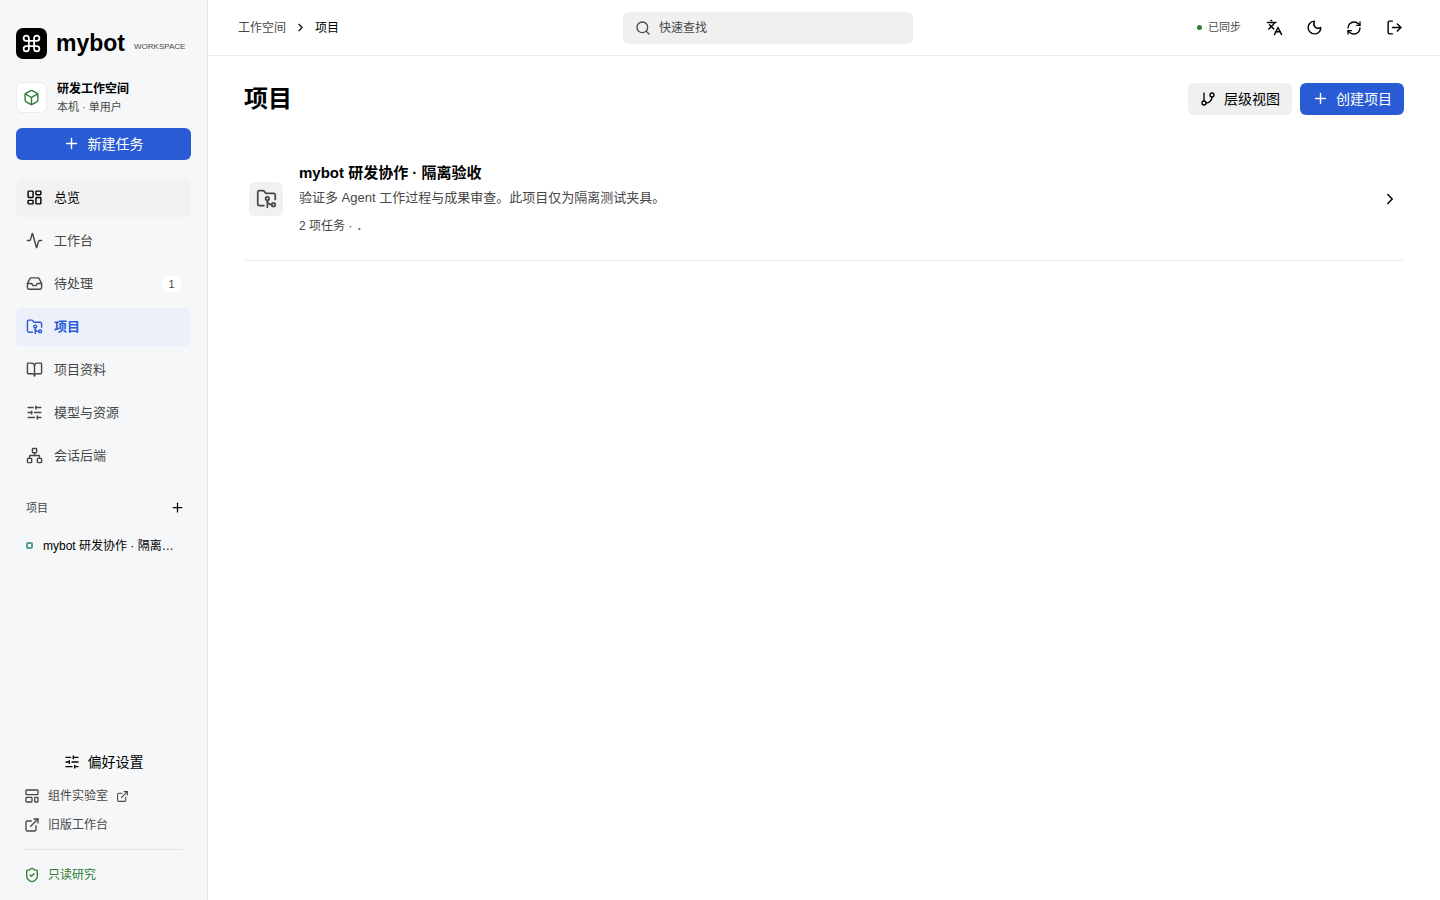 mybot WORKSPACE
研发工作空间
本机 · 单用户
新建任务
总览
工作台
待处理 1
项目
项目资料
模型与资源
会话后端
项目
mybot 研发协作 · 隔离…
偏好设置
组件实验室
旧版工作台
只读研究
工作空间 项目
快速查找
已同步
项目
层级视图
创建项目
mybot 研发协作 · 隔离验收
验证多 Agent 工作过程与成果审查。此项目仅为隔离测试夹具。
2 项任务 · .